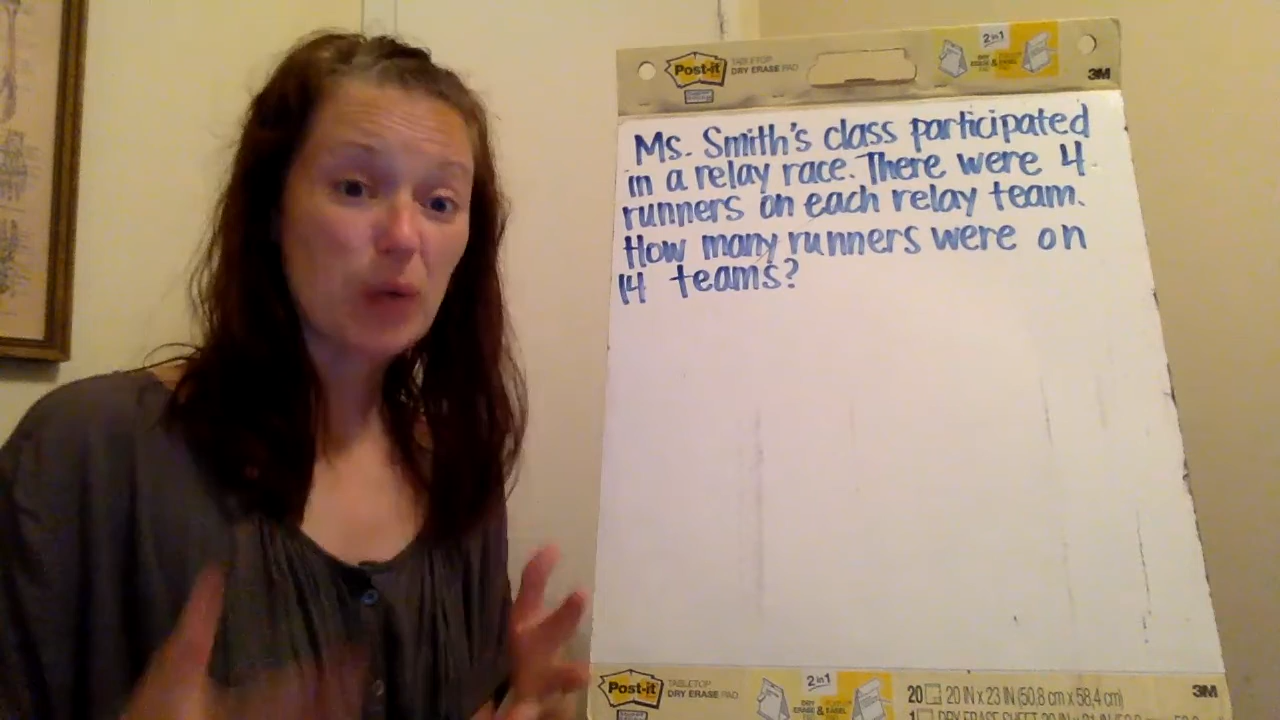 Post-it
TABLETOP
DRY ERASE PAD
2 in 1
3M
Ms. Smith's class participated
in a relay race. There were 4
runners on each relay team.
How many runners were on
14 teams?
Post-it
TABLETOP
DRY ERASE PAD
2 in 1
20 20 IN x 23 IN (50,8 cm x 58,4 cm)
3M